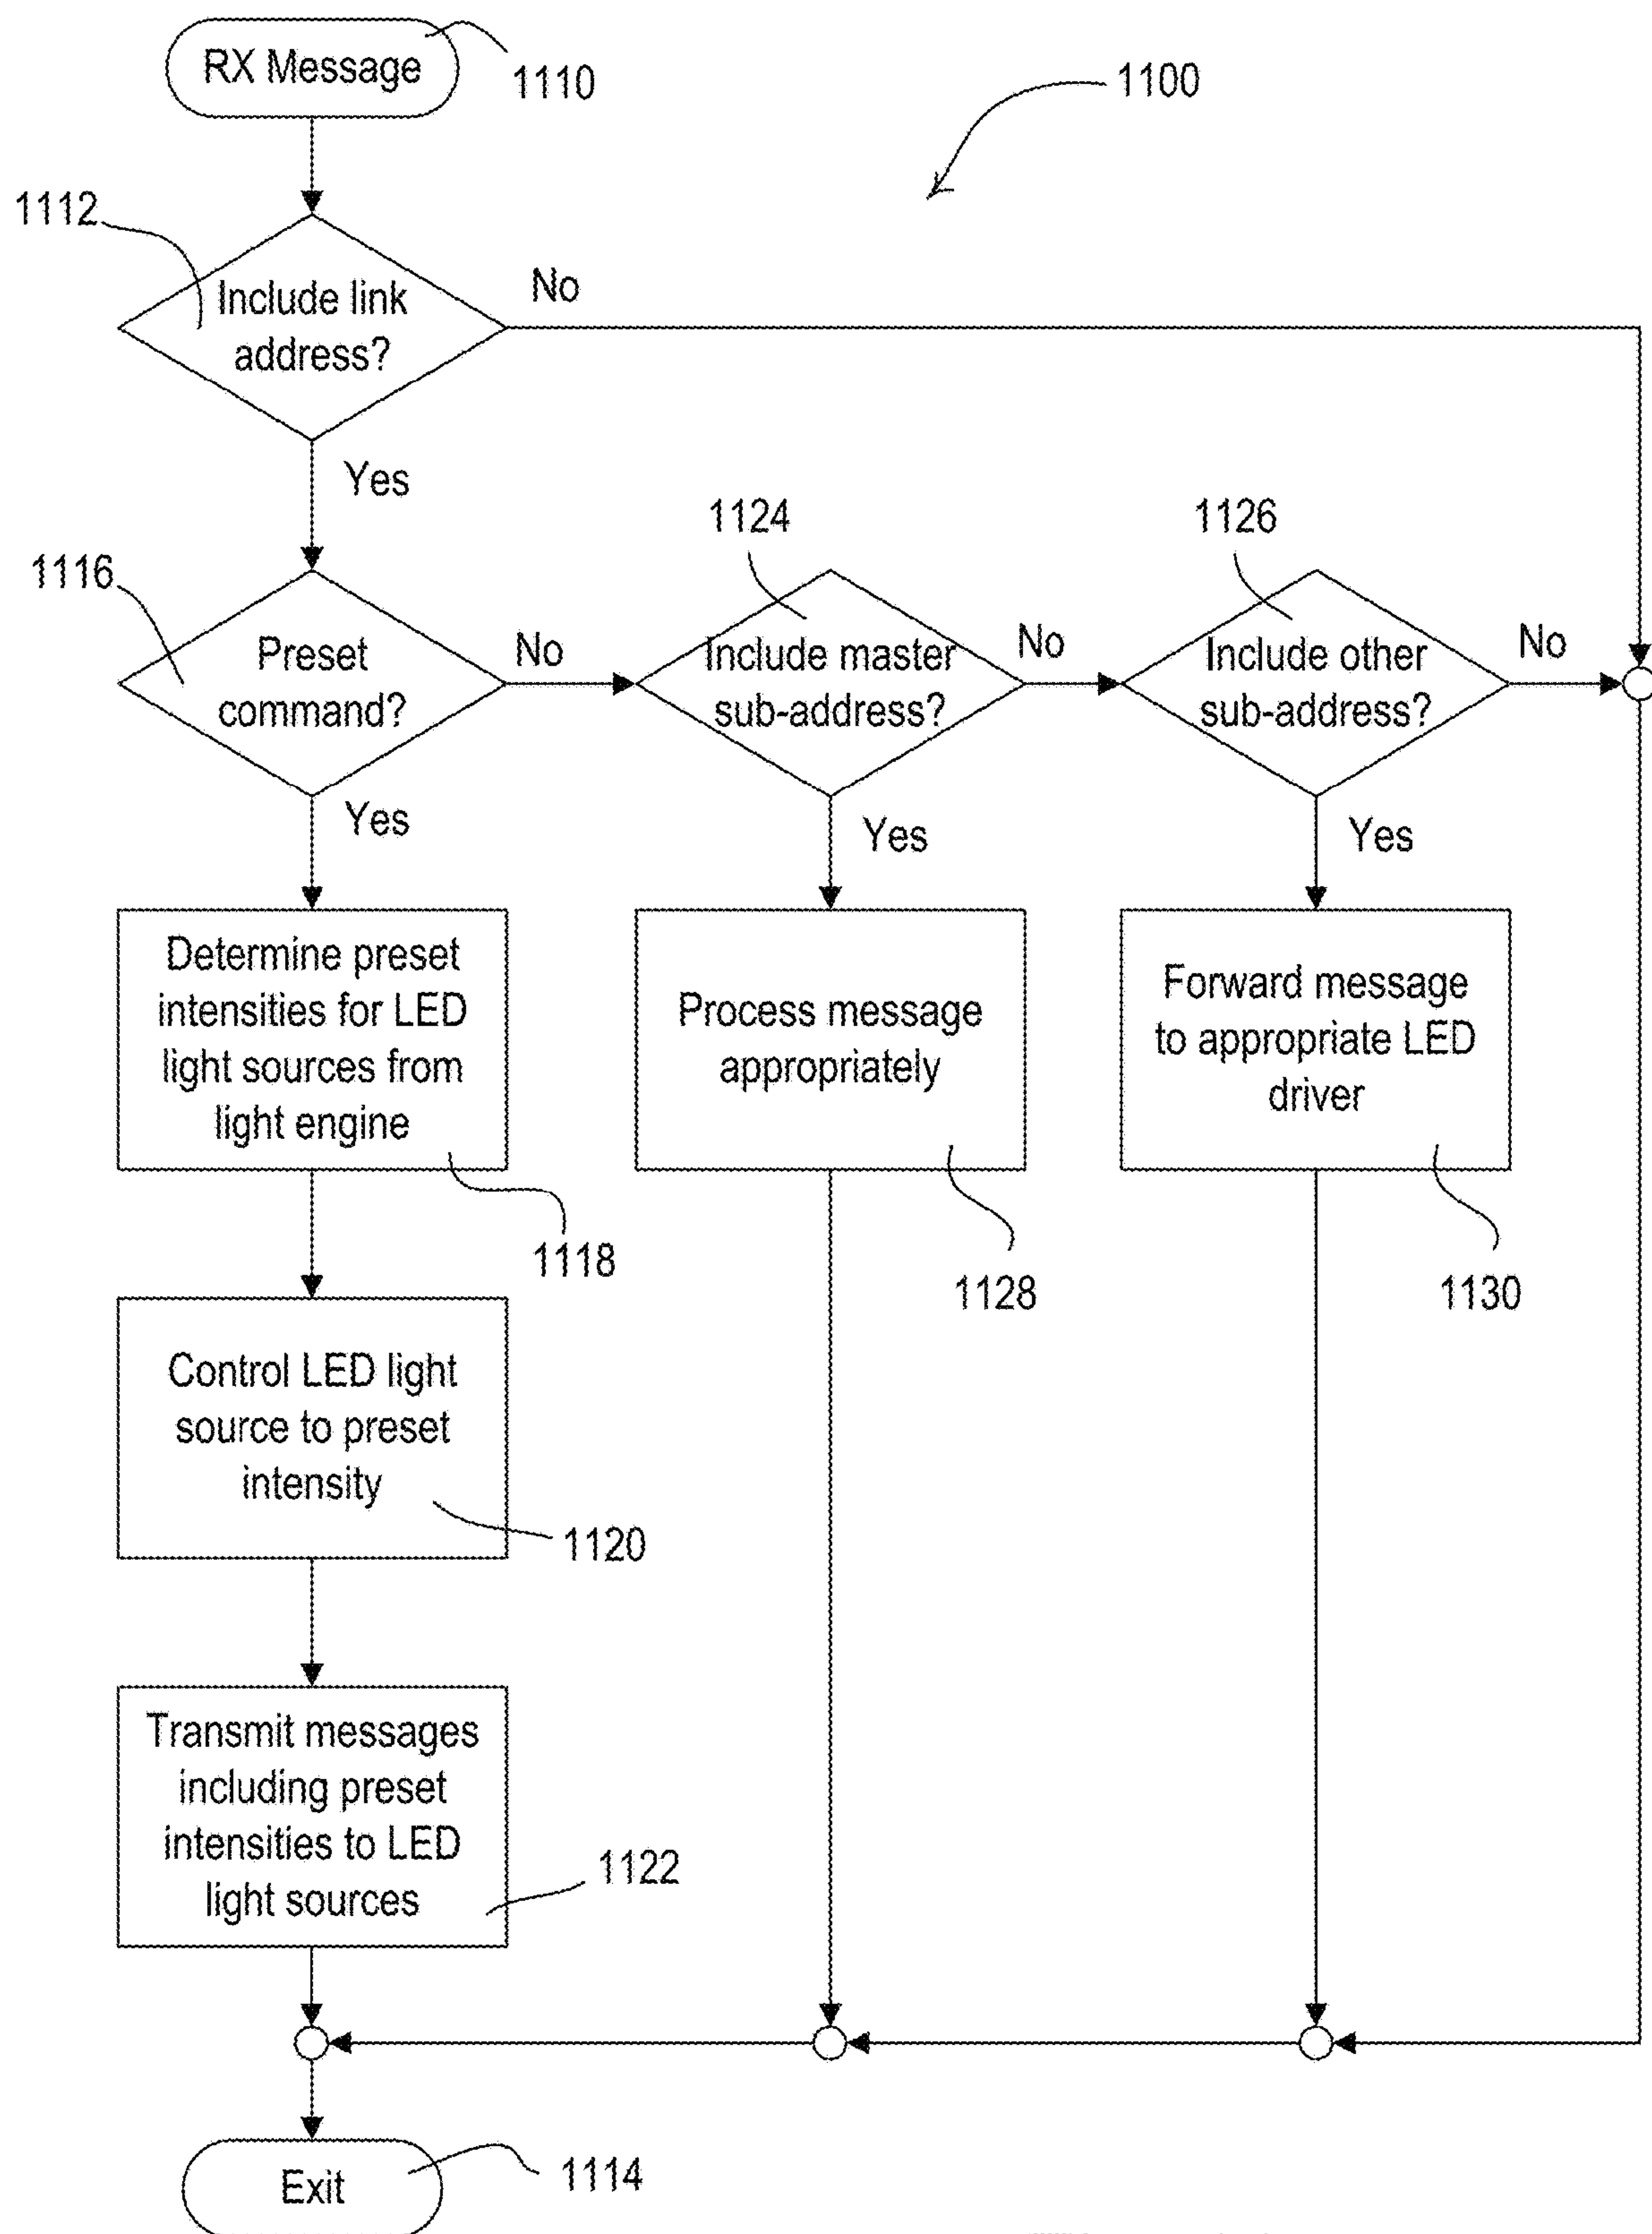 RX Message
1110
1100
1112
Include link
address?
No
Yes
1124
1126
1116
Preset
command?
No
Include master
sub-address?
No
Include other
sub-address?
No
Yes
Yes
Yes
Determine preset
intensities for LED
light sources from
light engine
Process message
appropriately
Forward message
to appropriate LED
driver
1118
1128
1130
Control LED light
source to preset
intensity
1120
Transmit messages
including preset
intensities to LED
light sources
1122
Exit
1114